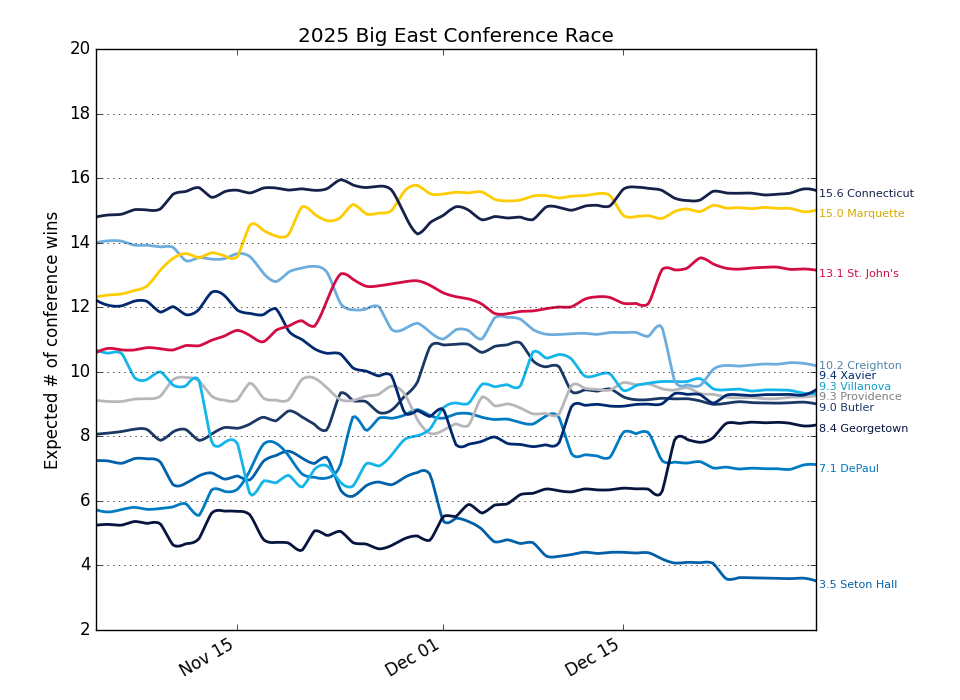 2025 Big East Conference Race
Expected # of conference wins
20
18
16
14
12
10
8
6
4
2
Nov 15
Dec 01
Dec 15
15.6 Connecticut
15.0 Marquette
13.1 St. John's
10.2 Creighton
9.4 Xavier
9.3 Villanova
9.3 Providence
9.0 Butler
8.4 Georgetown
7.1 DePaul
3.5 Seton Hall